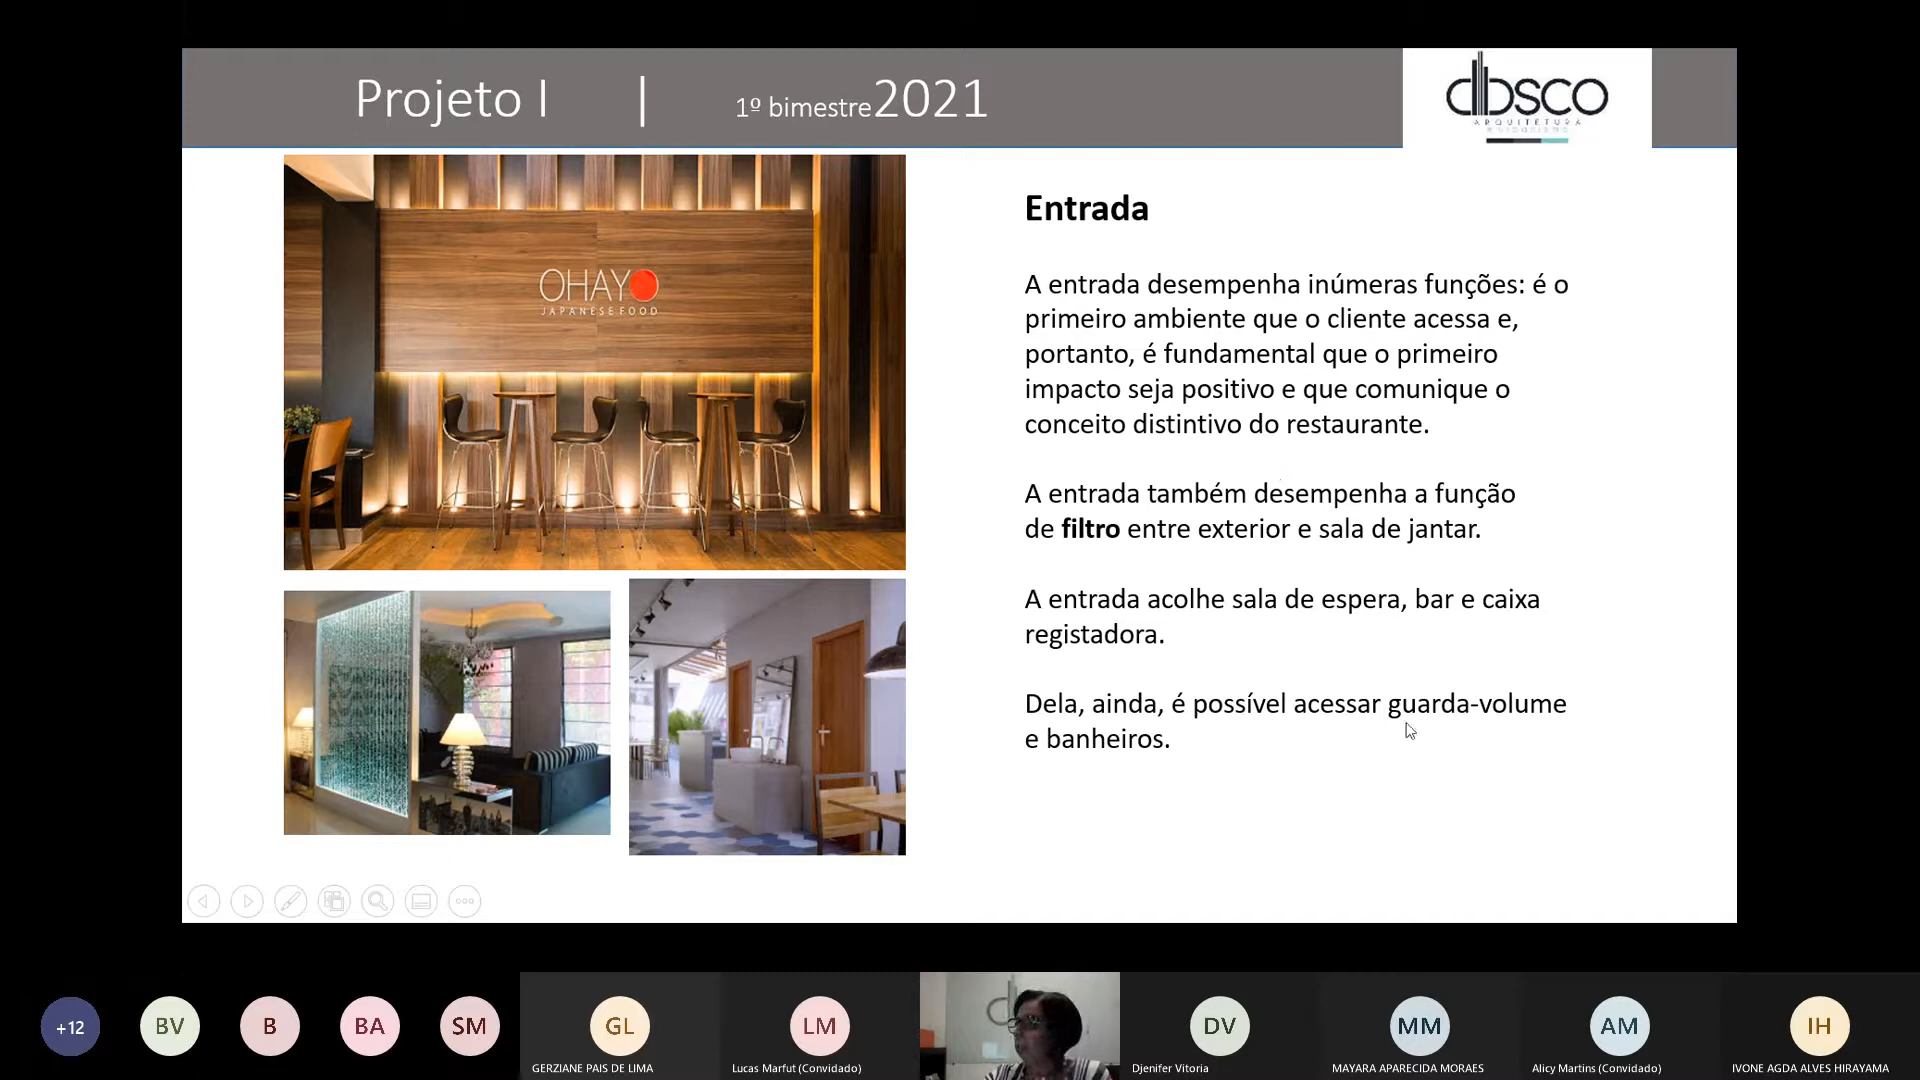 Projeto I | 1º bimestre2021
dbsco
ARQUITETURA
OHAYO
JAPANESE FOOD
Entrada
A entrada desempenha inúmeras funções: é o
primeiro ambiente que o cliente acessa e,
portanto, é fundamental que o primeiro
impacto seja positivo e que comunique o
conceito distintivo do restaurante.
A entrada também desempenha a função
de filtro entre exterior e sala de jantar.
A entrada acolhe sala de espera, bar e caixa
registadora.
Dela, ainda, é possível acessar guarda-volume
e banheiros.
+12
BV
B
BA
SM
GL
LM
DV
MM
AM
IH
GERZIANE PAIS DE LIMA
Lucas Marfut (Convidado)
Djenifer Vitoria
MAYARA APARECIDA MORAES
Alicy Martins (Convidado)
IVONE AGDA ALVES HIRAYAMA